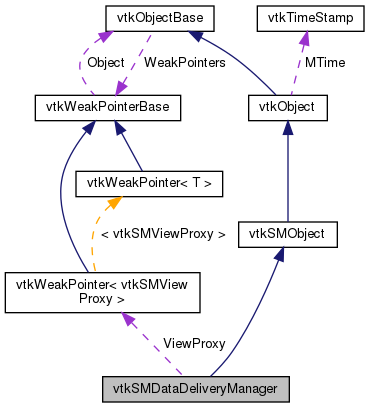 vtkObjectBase
vtkTimeStamp
Object
WeakPointers
MTime
vtkWeakPointerBase
vtkObject
vtkWeakPointer< T >
< vtkSMViewProxy >
vtkSMObject
vtkWeakPointer< vtkSMView
Proxy >
ViewProxy
vtkSMDataDeliveryManager